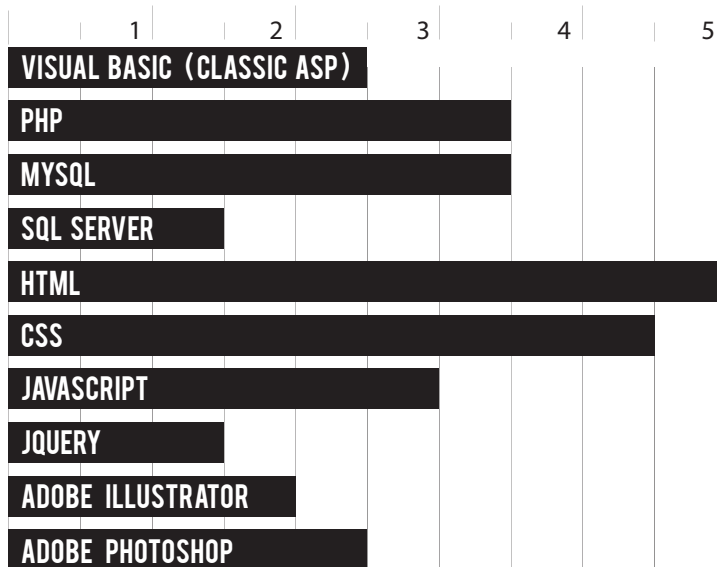 1 2 3 4 5
VISUAL BASIC (CLASSIC ASP)
PHP
MYSQL
SQL SERVER
HTML
CSS
JAVASCRIPT
JQUERY
ADOBE ILLUSTRATOR
ADOBE PHOTOSHOP